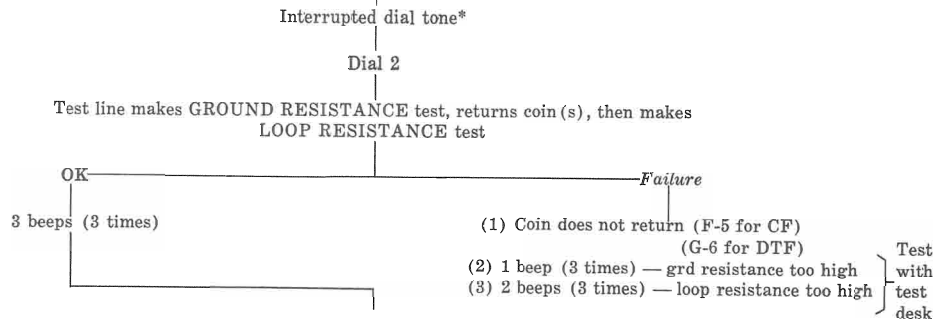 Interrupted dial tone*
Dial 2
Test line makes GROUND RESISTANCE test, returns coin(s), then makes
LOOP RESISTANCE test
OK
Failure
3 beeps (3 times)
(1) Coin does not return (F-5 for CF)
(G-6 for DTF)
(2) 1 beep (3 times) — grd resistance too high
(3) 2 beeps (3 times) — loop resistance too high
Test
with
test
desk